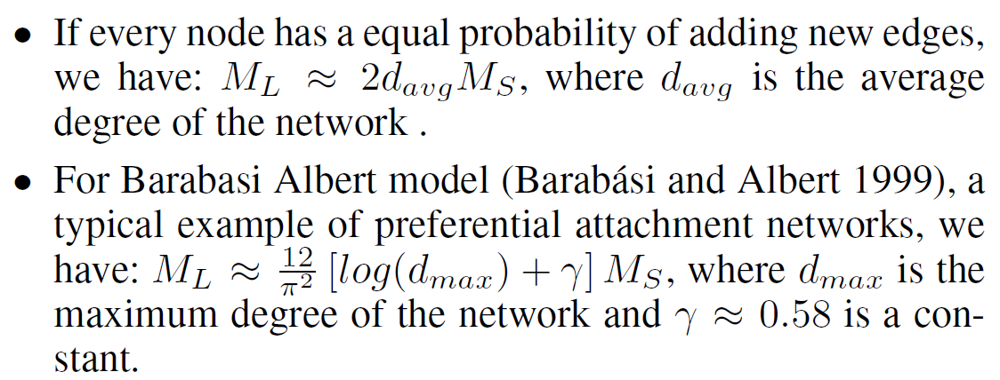 • If every node has a equal probability of adding new edges,
we have: $M_L \approx 2d_{avg}M_S$, where $d_{avg}$ is the average
degree of the network .
• For Barabasi Albert model (Barabási and Albert 1999), a
typical example of preferential attachment networks, we
have: $M_L \approx \frac{12}{\pi^2}[log(d_{max}) + \gamma] M_S$, where $d_{max}$ is the
maximum degree of the network and $\gamma \approx 0.58$ is a con-
stant.